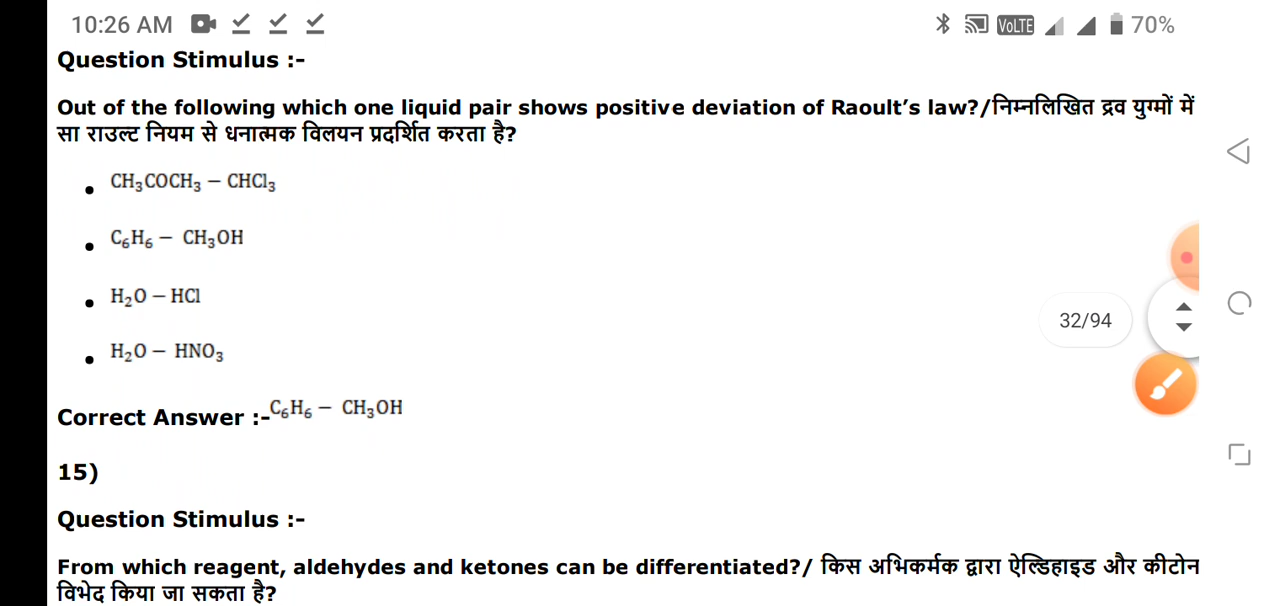 10:26 AM VoLTE 70%
Question Stimulus :-
Out of the following which one liquid pair shows positive deviation of Raoult's law?/निम्नलिखित द्रव युग्मों में
सा राउल्ट नियम से धनात्मक विलयन प्रदर्शित करता है?
• CH₃COCH₃ – CHCl₃
• C₆H₆ – CH₃OH
• H₂O – HCl
32/94
• H₂O – HNO₃
Correct Answer :-C₆H₆ – CH₃OH
15)
Question Stimulus :-
From which reagent, aldehydes and ketones can be differentiated?/ किस अभिकर्मक द्वारा ऐल्डिहाइड और कीटोन
विभेद किया जा सकता है?